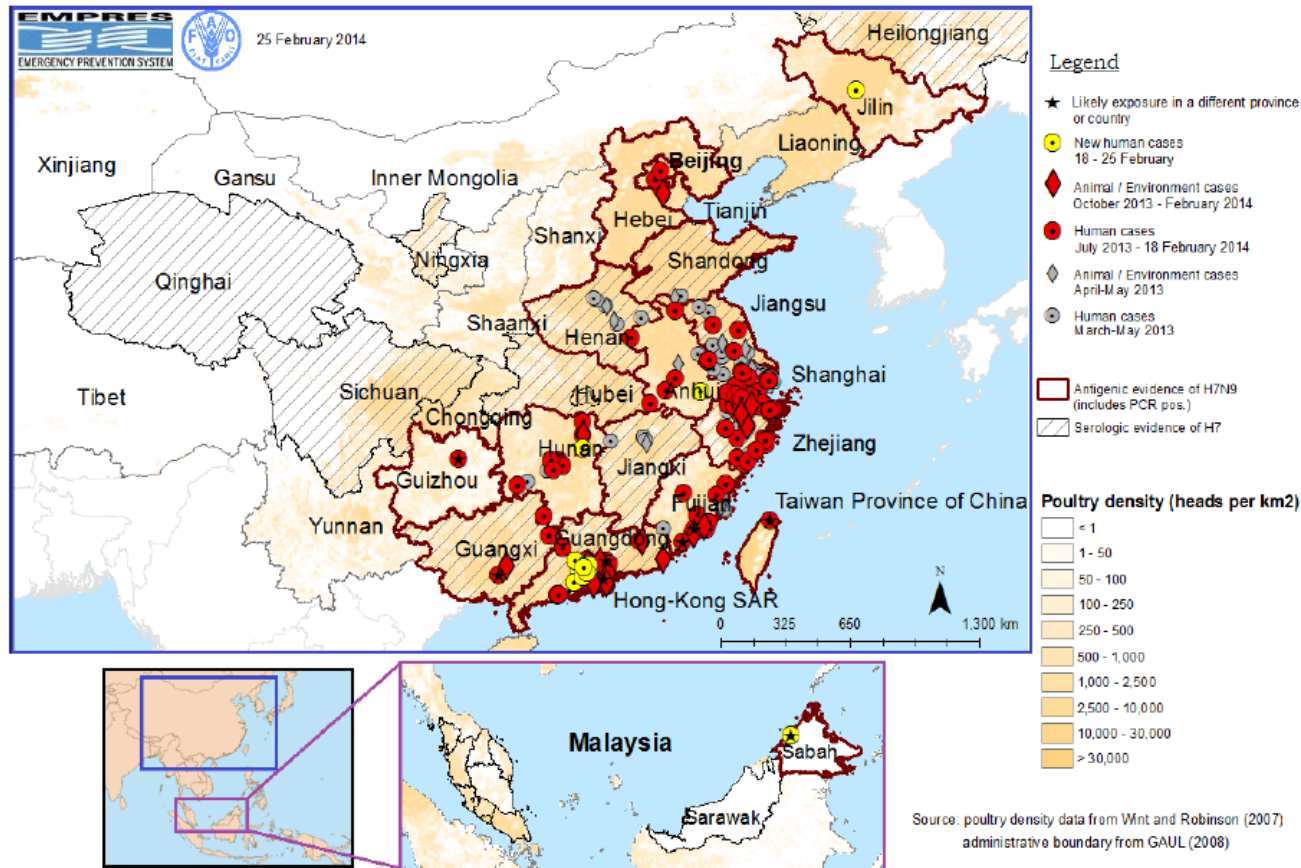 EMPRES
EMERGENCY PREVENTION SYSTEM
FAO
FIAT PANIS
25 February 2014
Heilongjiang
Jilin
Liaoning
Xinjiang
Gansu
Inner Mongolia
Beijing
Tianjin
Hebei
Shanxi
Ningxia
Shandong
Qinghai
Jiangsu
Shaanxi
Henan
Tibet
Sichuan
Hubei
Anhui
Shanghai
Chongqing
Zhejiang
Hunan
Jiangxi
Guizhou
Fujian
Taiwan Province of China
Yunnan
Guangxi
Guangdong
Hong-Kong SAR
N
0 325 650 1,300 km
Legend
Likely exposure in a different province
or country
New human cases
18 - 25 February
Animal / Environment cases
October 2013 - February 2014
Human cases
July 2013 - 18 February 2014
Animal / Environment cases
April-May 2013
Human cases
March-May 2013
Antigenic evidence of H7N9
(includes PCR pos.)
Serologic evidence of H7
Poultry density (heads per km2)
< 1
1 - 50
50 - 100
100 - 250
250 - 500
500 - 1,000
1,000 - 2,500
2,500 - 10,000
10,000 - 30,000
> 30,000
Malaysia
Sabah
Sarawak
Source: poultry density data from Wint and Robinson (2007)
administrative boundary from GAUL (2008)